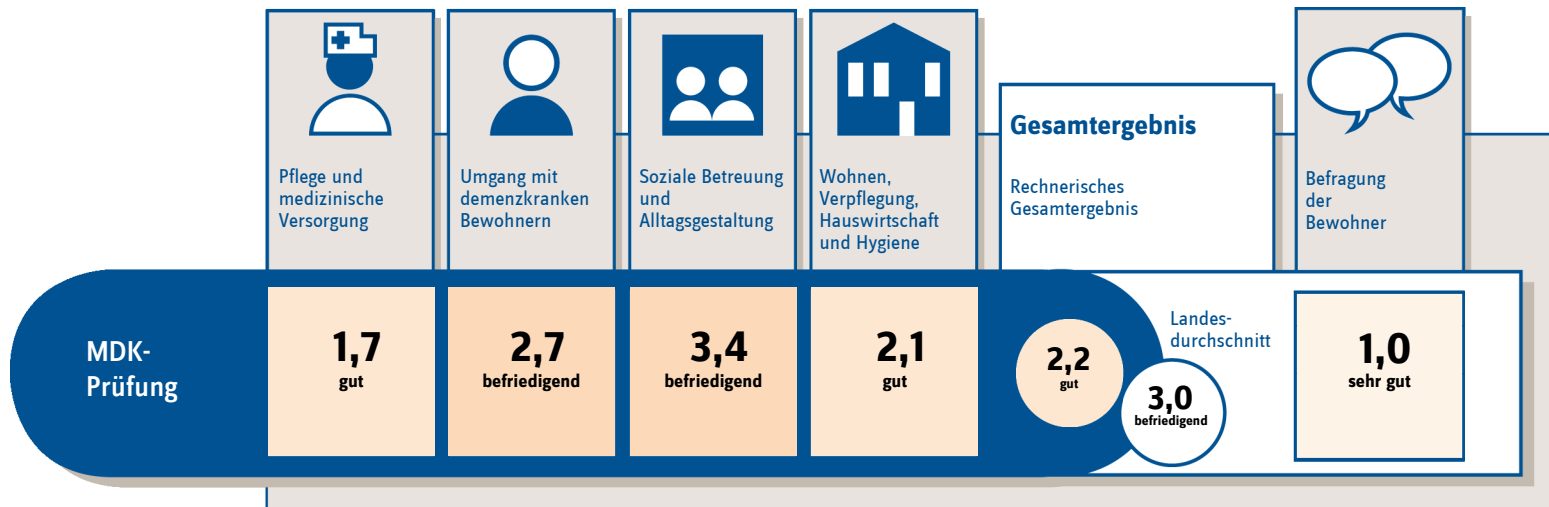 Pflege und
medizinische
Versorgung
Umgang mit
demenzkranken
Bewohnern
Soziale Betreuung
und
Alltagsgestaltung
Wohnen,
Verpflegung,
Hauswirtschaft
und Hygiene
Gesamtergebnis
Rechnerisches
Gesamtergebnis
Befragung
der
Bewohner
MDK-
Prüfung
1,7
gut
2,7
befriedigend
3,4
befriedigend
2,1
gut
2,2
gut
Landes-
durchschnitt
3,0
befriedigend
1,0
sehr gut